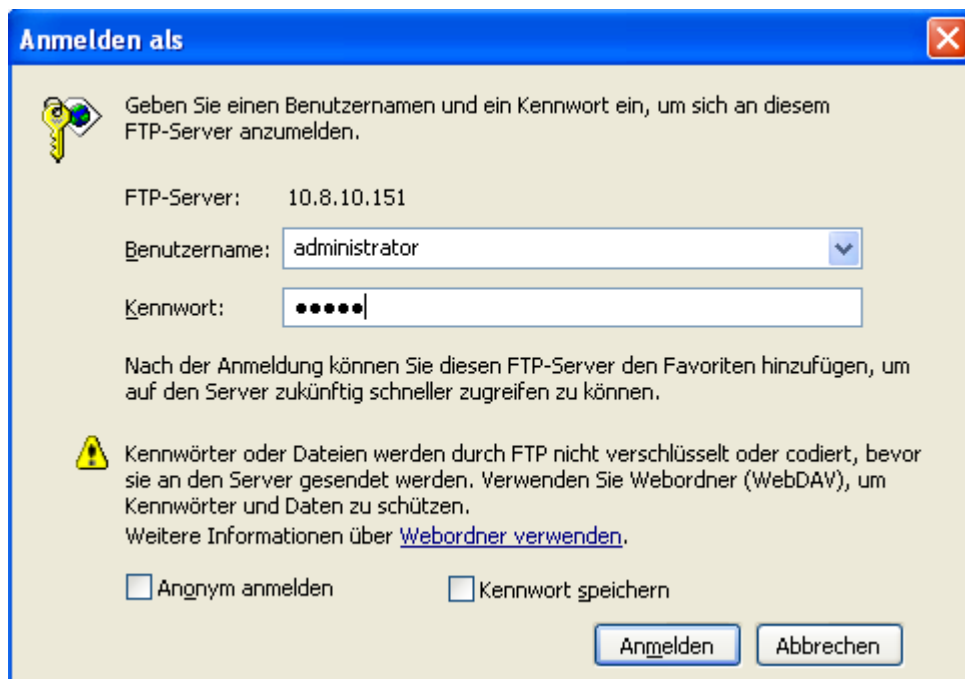 Anmelden als
Geben Sie einen Benutzernamen und ein Kennwort ein, um sich an diesem
FTP-Server anzumelden.
FTP-Server: 10.8.10.151
Benutzername: administrator
Kennwort: •••••
Nach der Anmeldung können Sie diesen FTP-Server den Favoriten hinzufügen, um
auf den Server zukünftig schneller zugreifen zu können.
Kennwörter oder Dateien werden durch FTP nicht verschlüsselt oder codiert, bevor
sie an den Server gesendet werden. Verwenden Sie Webordner (WebDAV), um
Kennwörter und Daten zu schützen.
Weitere Informationen über Webordner verwenden.
Anonym anmelden Kennwort speichern
Anmelden Abbrechen